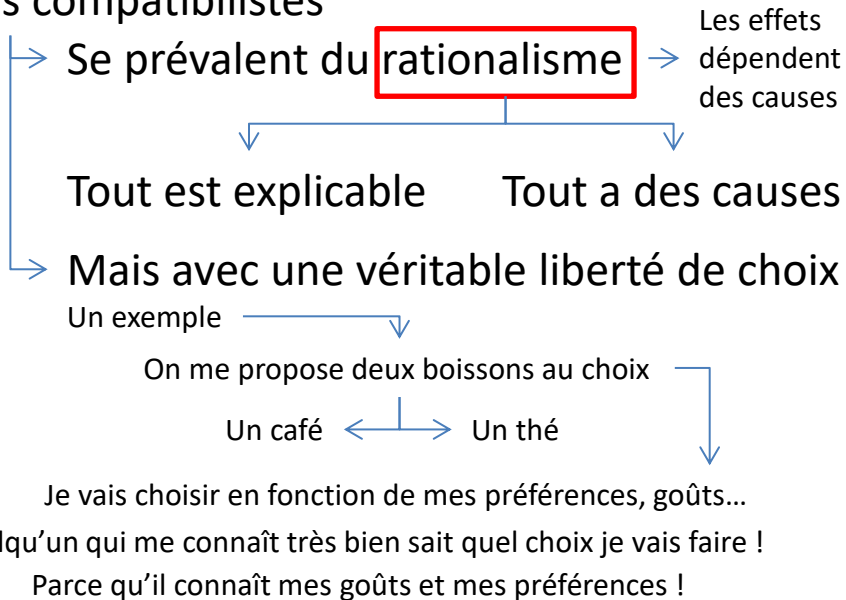 s compatibilistes
Se prévalent du rationalisme
Les effets
dépendent
des causes
Tout est explicable Tout a des causes
Mais avec une véritable liberté de choix
Un exemple
On me propose deux boissons au choix
Un café Un thé
Je vais choisir en fonction de mes préférences, goûts…
lqu’un qui me connaît très bien sait quel choix je vais faire !
Parce qu’il connaît mes goûts et mes préférences !